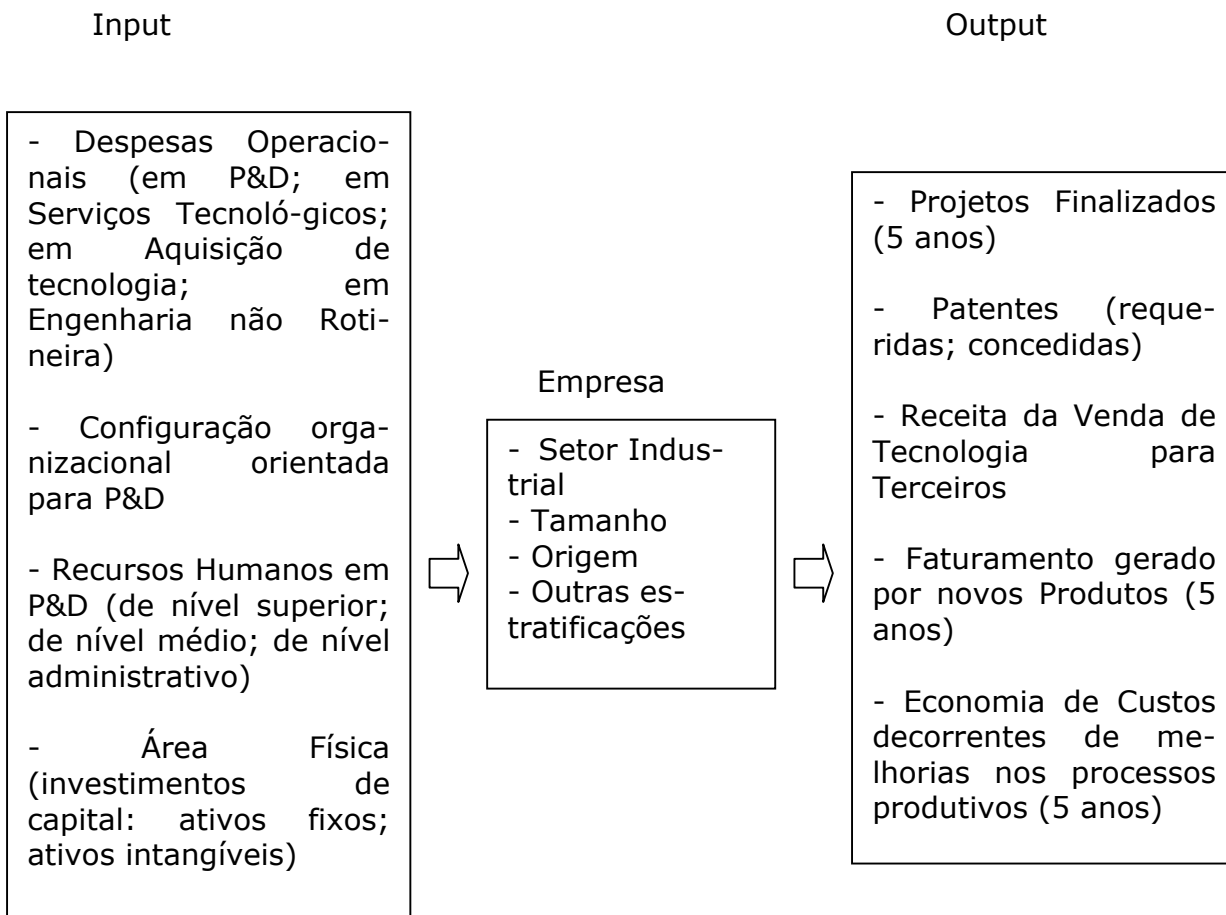 Input
Output
- Despesas Operacio-
nais (em P&D; em
Serviços Tecnoló-gicos;
em Aquisição de
tecnologia; em
Engenharia não Roti-
neira)
- Configuração orga-
nizacional orientada
para P&D
- Recursos Humanos em
P&D (de nível superior;
de nível médio; de nível
administrativo)
- Área Física
(investimentos de
capital: ativos fixos;
ativos intangíveis)
Empresa
- Setor Indus-
trial
- Tamanho
- Origem
- Outras es-
tratificações
- Projetos Finalizados
(5 anos)
- Patentes (reque-
ridas; concedidas)
- Receita da Venda de
Tecnologia para
Terceiros
- Faturamento gerado
por novos Produtos (5
anos)
- Economia de Custos
decorrentes de me-
lhorias nos processos
produtivos (5 anos)